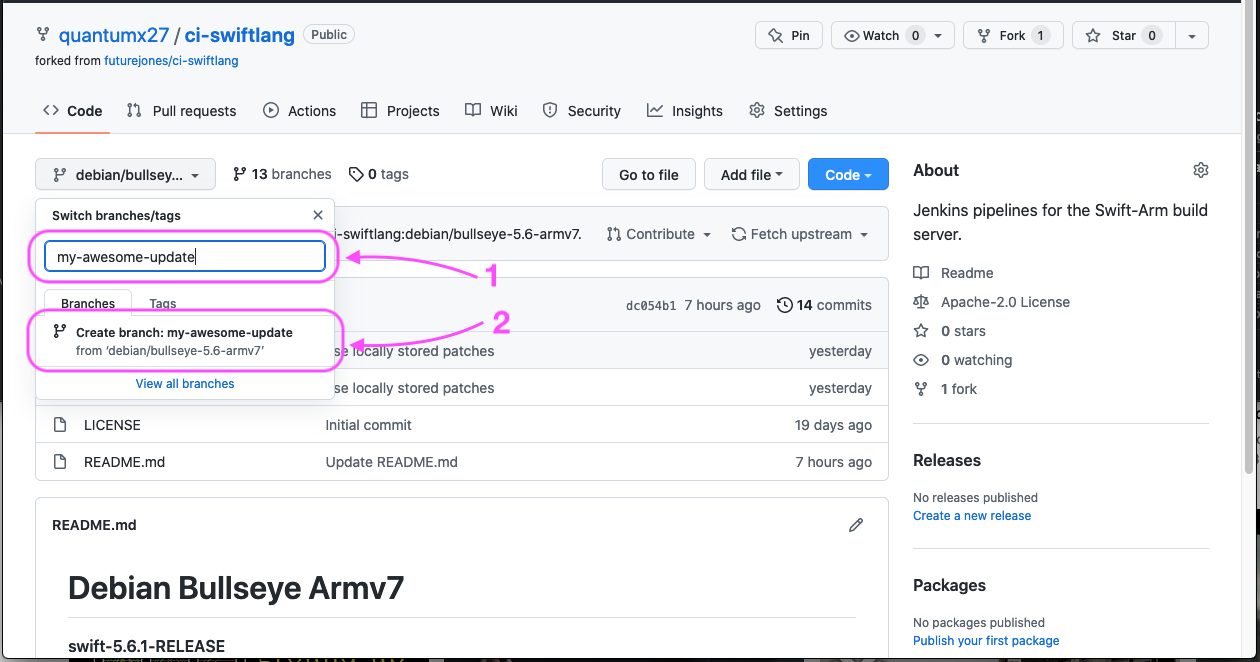 quantumx27 / ci-swiftlang Public
Pin Watch 0 Fork 1 Star 0
forked from futurejones/ci-swiftlang
Code Pull requests Actions Projects Wiki Security Insights Settings
debian/bullsey... 13 branches 0 tags Go to file Add file Code
Switch branches/tags
my-awesome-update
Branches Tags
Create branch: my-awesome-update
from ‘debian/bullseye-5.6-armv7’
View all branches
1
2
i-swiftlang:debian/bullseye-5.6-armv7. Contribute Fetch upstream
dc054b1 7 hours ago 14 commits
se locally stored patches yesterday
se locally stored patches yesterday
LICENSE Initial commit 19 days ago
README.md Update README.md 7 hours ago
README.md
Debian Bullseye Armv7
swift-5.6.1-RELEASE
About
Jenkins pipelines for the Swift-Arm build
server.
Readme
Apache-2.0 License
0 stars
0 watching
1 fork
Releases
No releases published
Create a new release
Packages
No packages published
Publish your first package